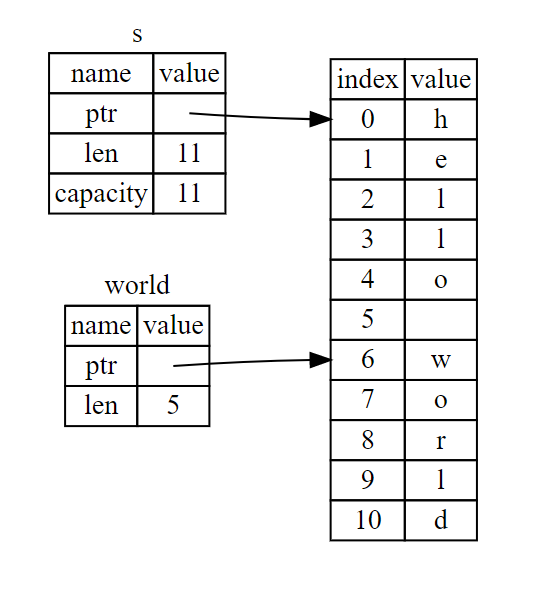 s
name value
ptr
len 11
capacity 11
world
name value
ptr
len 5
index value
0 h
1 e
2 l
3 l
4 o
5
6 w
7 o
8 r
9 l
10 d